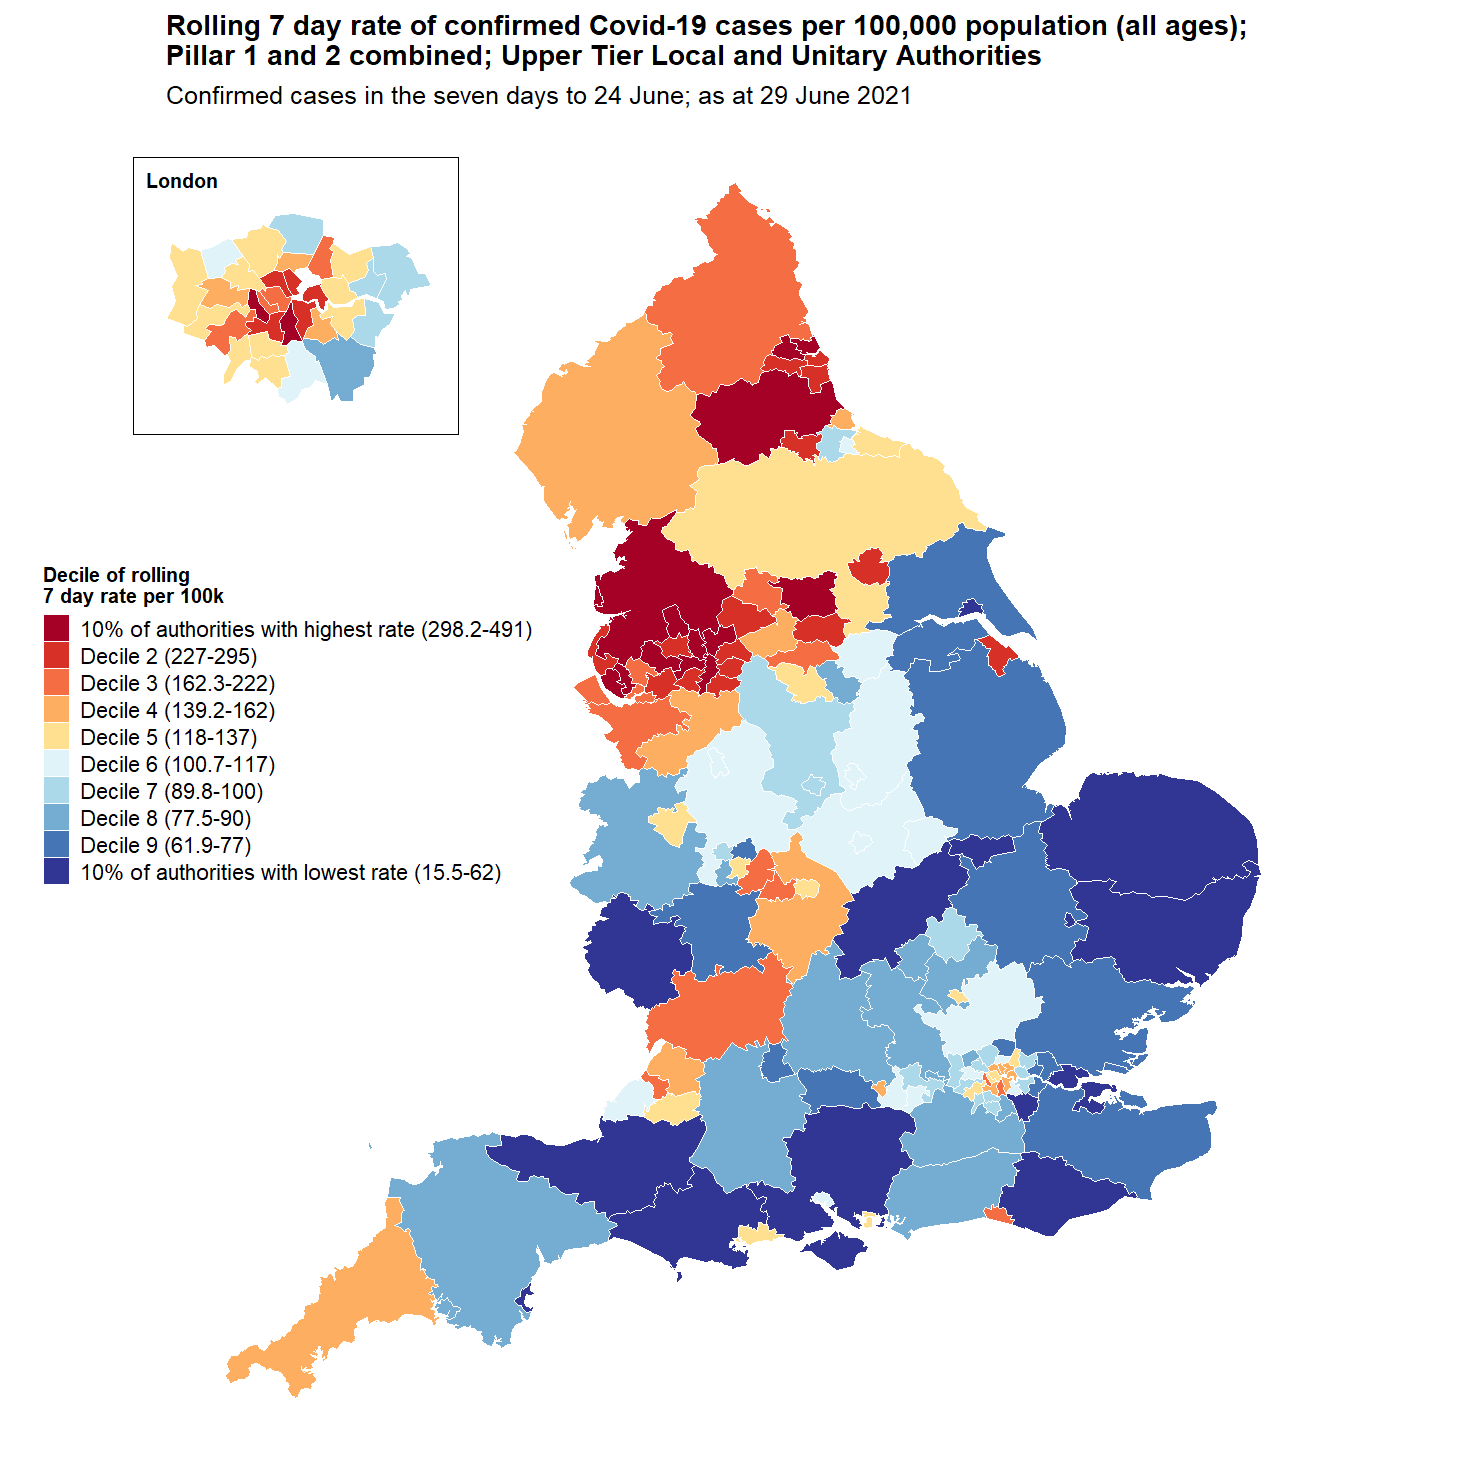 Rolling 7 day rate of confirmed Covid-19 cases per 100,000 population (all ages);
Pillar 1 and 2 combined; Upper Tier Local and Unitary Authorities
Confirmed cases in the seven days to 24 June; as at 29 June 2021
London
Decile of rolling
7 day rate per 100k
10% of authorities with highest rate (298.2-491)
Decile 2 (227-295)
Decile 3 (162.3-222)
Decile 4 (139.2-162)
Decile 5 (118-137)
Decile 6 (100.7-117)
Decile 7 (89.8-100)
Decile 8 (77.5-90)
Decile 9 (61.9-77)
10% of authorities with lowest rate (15.5-62)